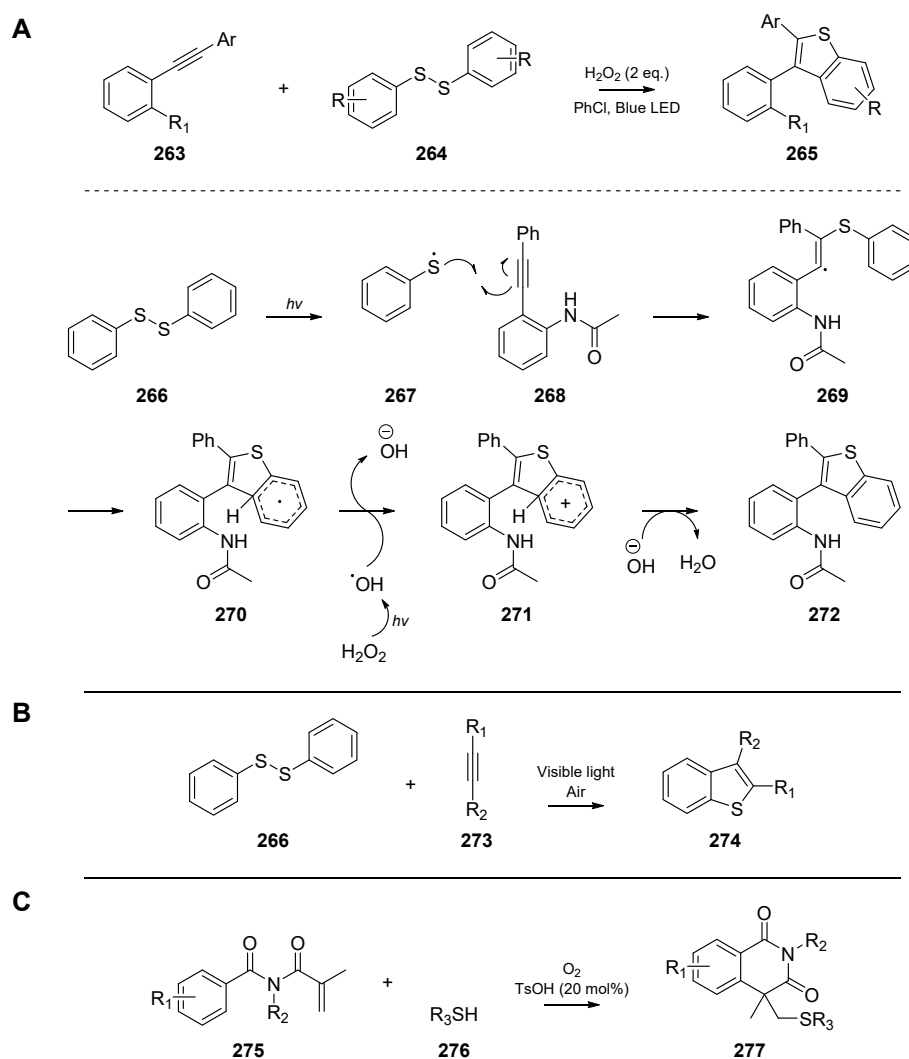 A
Ar
R₁
263
+
S
S
R
R
264
H₂O₂ (2 eq.)
PhCl, Blue LED
Ar
S
R₁
R
265
S
S
266
hv
S·
267
Ph
H
N
O
268
Ph
S
·
NH
O
269
Ph
S
H
·
NH
O
270
⊖
OH
·OH
hv
H₂O₂
Ph
S
H
+
NH
O
271
⊖
OH
H₂O
Ph
S
NH
O
272
B
S
S
266
+
R₁
R₂
273
Visible light
Air
R₂
R₁
S
274
C
O
O
N
R₁
R₂
275
+
R₃SH
276
O₂
TsOH (20 mol%)
O
R₁
N
R₂
O
SR₃
277